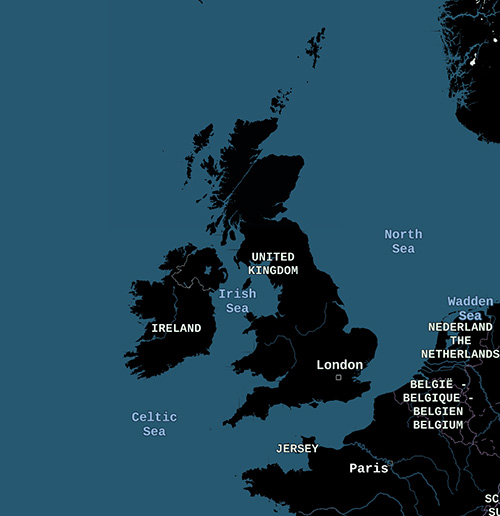 North
Sea
UNITED
KINGDOM
Irish
Sea
Wadden
Sea
IRELAND
NEDERLAND
THE
NETHERLANDS
London
BELGIË -
BELGIQUE -
BELGIEN
BELGIUM
Celtic
Sea
JERSEY
Paris
SC
SU